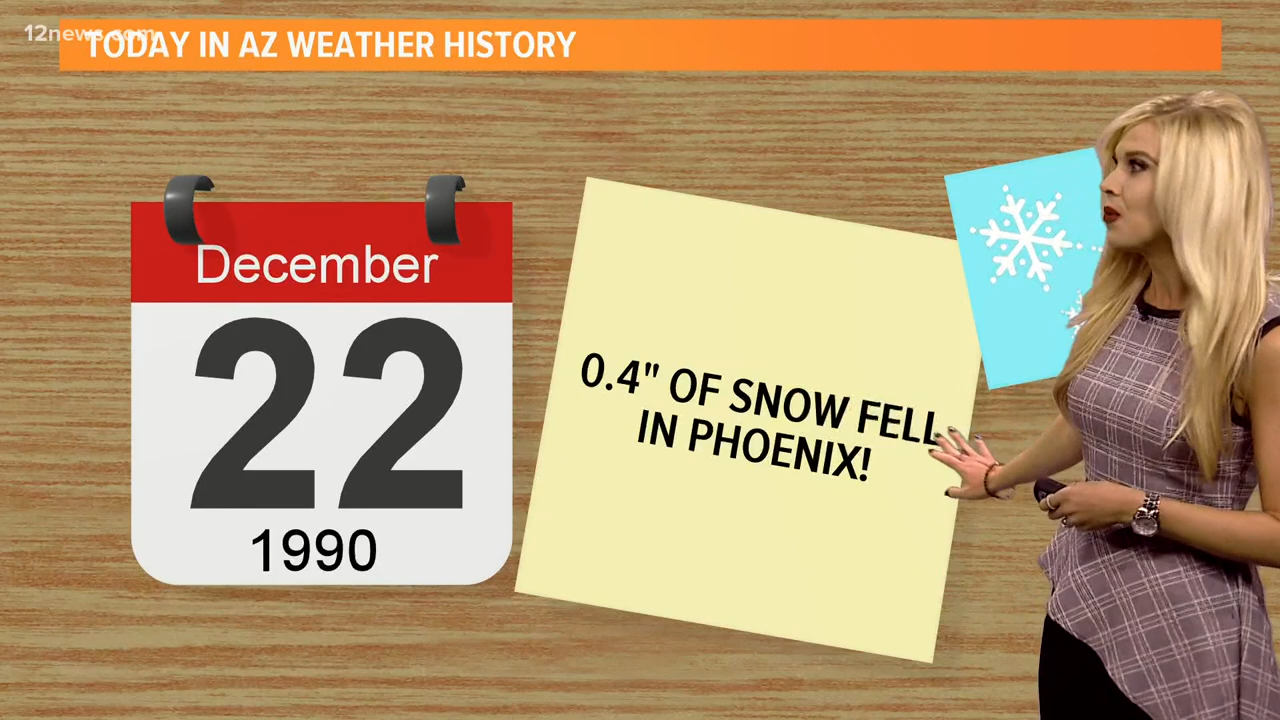 12news.com
TODAY IN AZ WEATHER HISTORY
December
22
1990
0.4" OF SNOW FELL
IN PHOENIX!